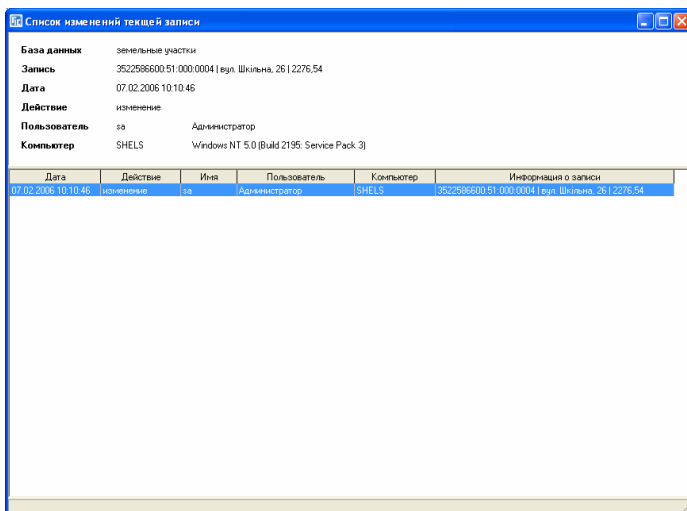 Список изменений текщей записи
База данных земельные участки
Запись 3522586600:51:000:0004 | вул. Шкільна, 26 | 2276,54
Дата 07.02.2006 10:10:46
Действие изменение
Пользователь sa Администратор
Компьютер SHELS Windows NT 5.0 (Build 2195: Service Pack 3)
Дата Действие Имя Пользователь Компьютер Информация о записи
07.02.2006 10:10:46 изменение sa Администратор SHELS 3522586600:51:000:0004 | вул. Шкільна, 26 | 2276,54